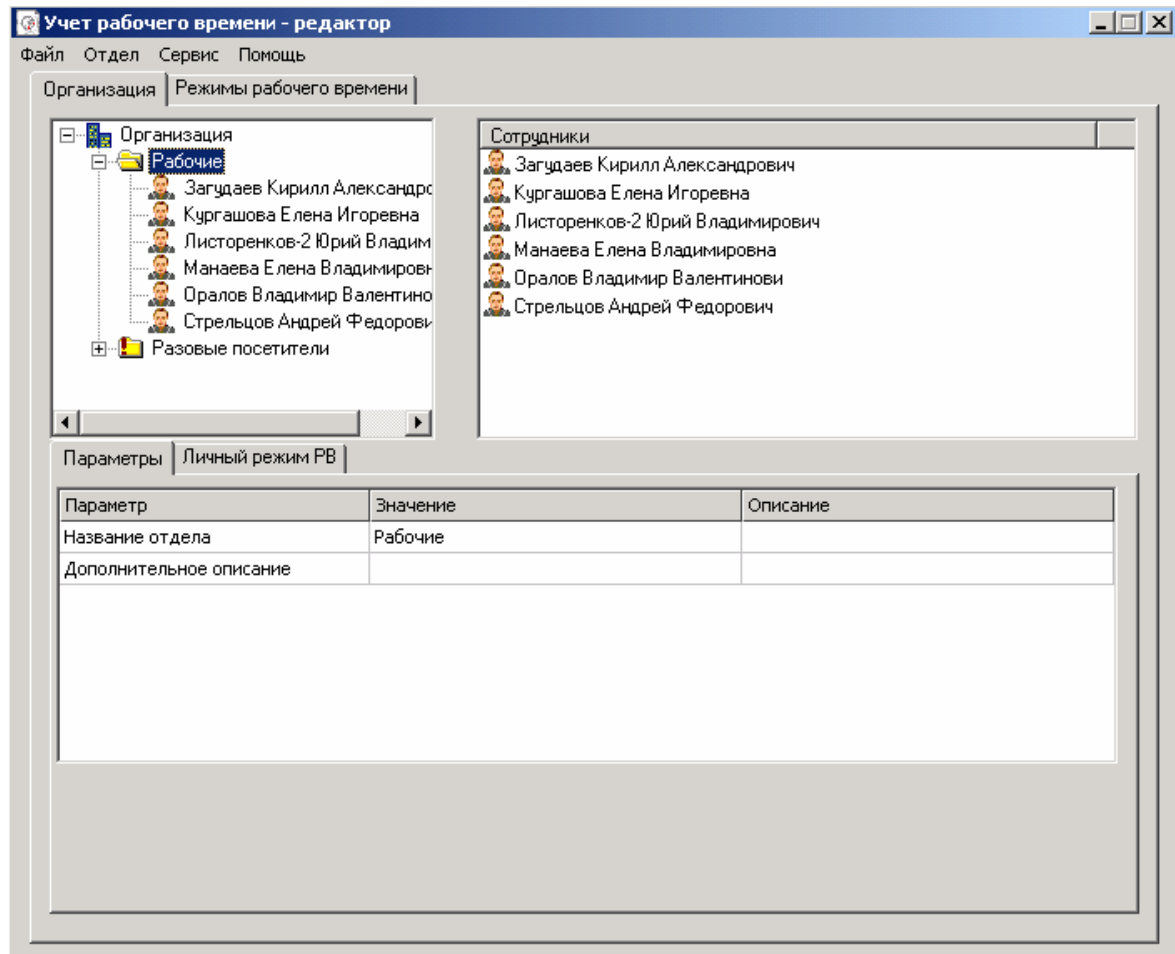 Учет рабочего времени - редактор
Файл Отдел Сервис Помощь
Организация Режимы рабочего времени
Организация
Рабочие
Загудаев Кирилл Александро
Кургашова Елена Игоревна
Листоренков-2 Юрий Владим
Манаева Елена Владимировн
Оралов Владимир Валентино
Стрельцов Андрей Федорови
Разовые посетители
Сотрудники
Загудаев Кирилл Александрович
Кургашова Елена Игоревна
Листоренков-2 Юрий Владимирович
Манаева Елена Владимировна
Оралов Владимир Валентинови
Стрельцов Андрей Федорович
Параметры Личный режим РВ
Параметр Значение Описание
Название отдела Рабочие
Дополнительное описание